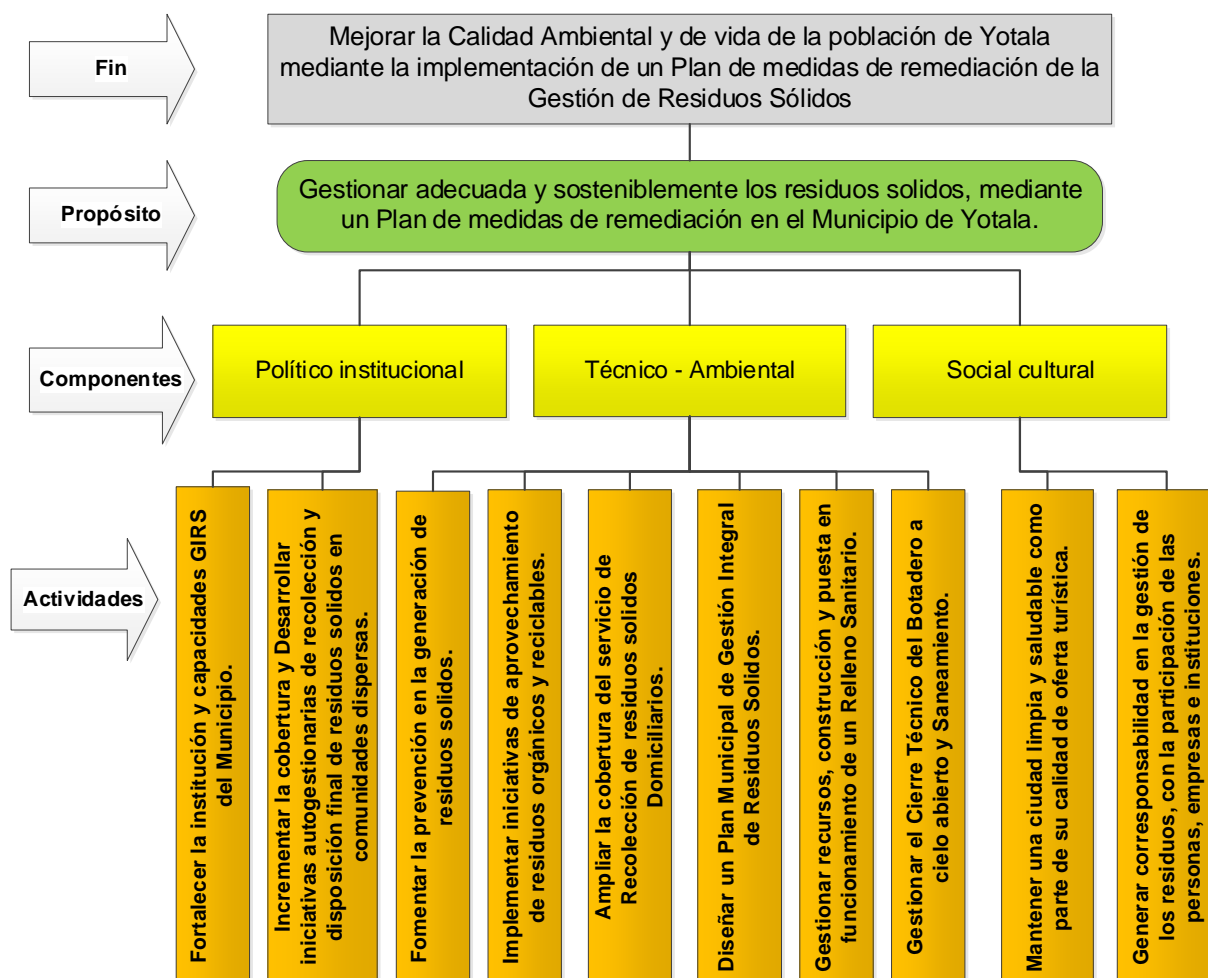 Fin
Mejorar la Calidad Ambiental y de vida de la población de Yotala
mediante la implementación de un Plan de medidas de remediación de la
Gestión de Residuos Sólidos
Propósito
Gestionar adecuada y sosteniblemente los residuos solidos, mediante
un Plan de medidas de remediación en el Municipio de Yotala.
Componentes
Político institucional
Técnico - Ambiental
Social cultural
Actividades
Fortalecer la institución y capacidades GIRS
del Municipio.
Incrementar la cobertura y Desarrollar
iniciativas autogestionarias de recolección y
disposición final de residuos solidos en
comunidades dispersas.
Fomentar la prevención en la generación de
residuos solidos.
Implementar iniciativas de aprovechamiento
de residuos orgánicos y reciclables.
Ampliar la cobertura del servicio de
Recolección de residuos solidos
Domiciliarios.
Diseñar un Plan Municipal de Gestión Integral
de Residuos Solidos.
Gestionar recursos, construcción y puesta en
funcionamiento de un Relleno Sanitario.
Gestionar el Cierre Técnico del Botadero a
cielo abierto y Saneamiento.
Mantener una ciudad limpia y saludable como
parte de su calidad de oferta turística.
Generar corresponsabilidad en la gestión de
los residuos, con la participación de las
personas, empresas e instituciones.